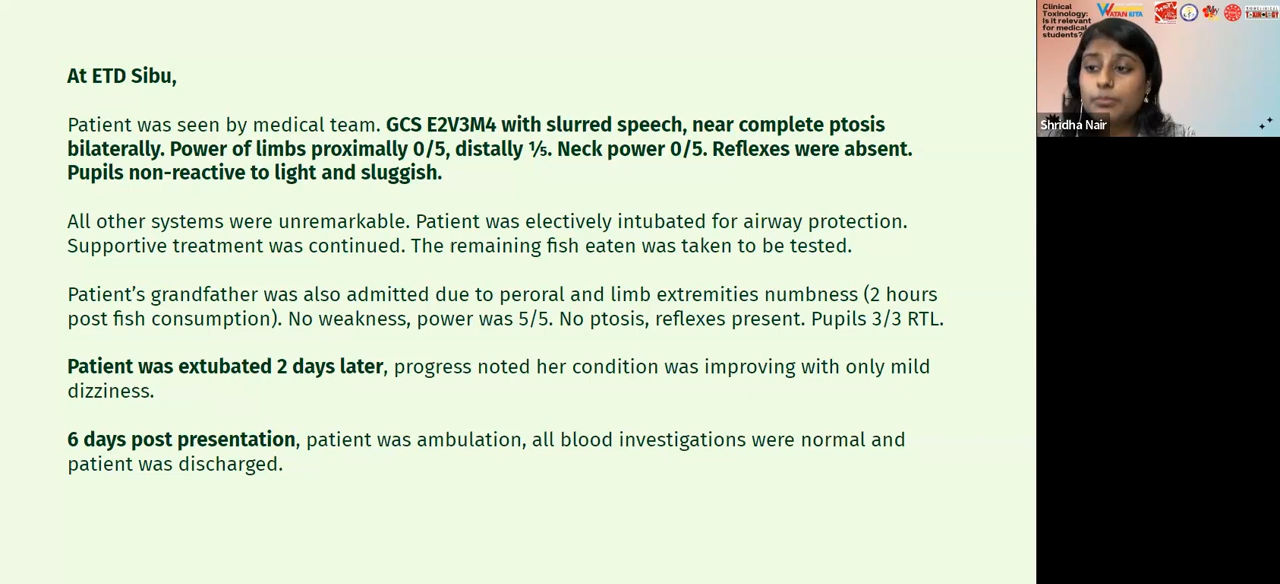 At ETD Sibu,
Patient was seen by medical team. GCS E2V3M4 with slurred speech, near complete ptosis
bilaterally. Power of limbs proximally 0/5, distally ⅕. Neck power 0/5. Reflexes were absent.
Pupils non-reactive to light and sluggish.
All other systems were unremarkable. Patient was electively intubated for airway protection.
Supportive treatment was continued. The remaining fish eaten was taken to be tested.
Patient’s grandfather was also admitted due to peroral and limb extremities numbness (2 hours
post fish consumption). No weakness, power was 5/5. No ptosis, reflexes present. Pupils 3/3 RTL.
Patient was extubated 2 days later, progress noted her condition was improving with only mild
dizziness.
6 days post presentation, patient was ambulation, all blood investigations were normal and
patient was discharged.
Clinical
Toxinology:
Is it relevant
for medical
students?
WATAN KITA
Shridha Nair